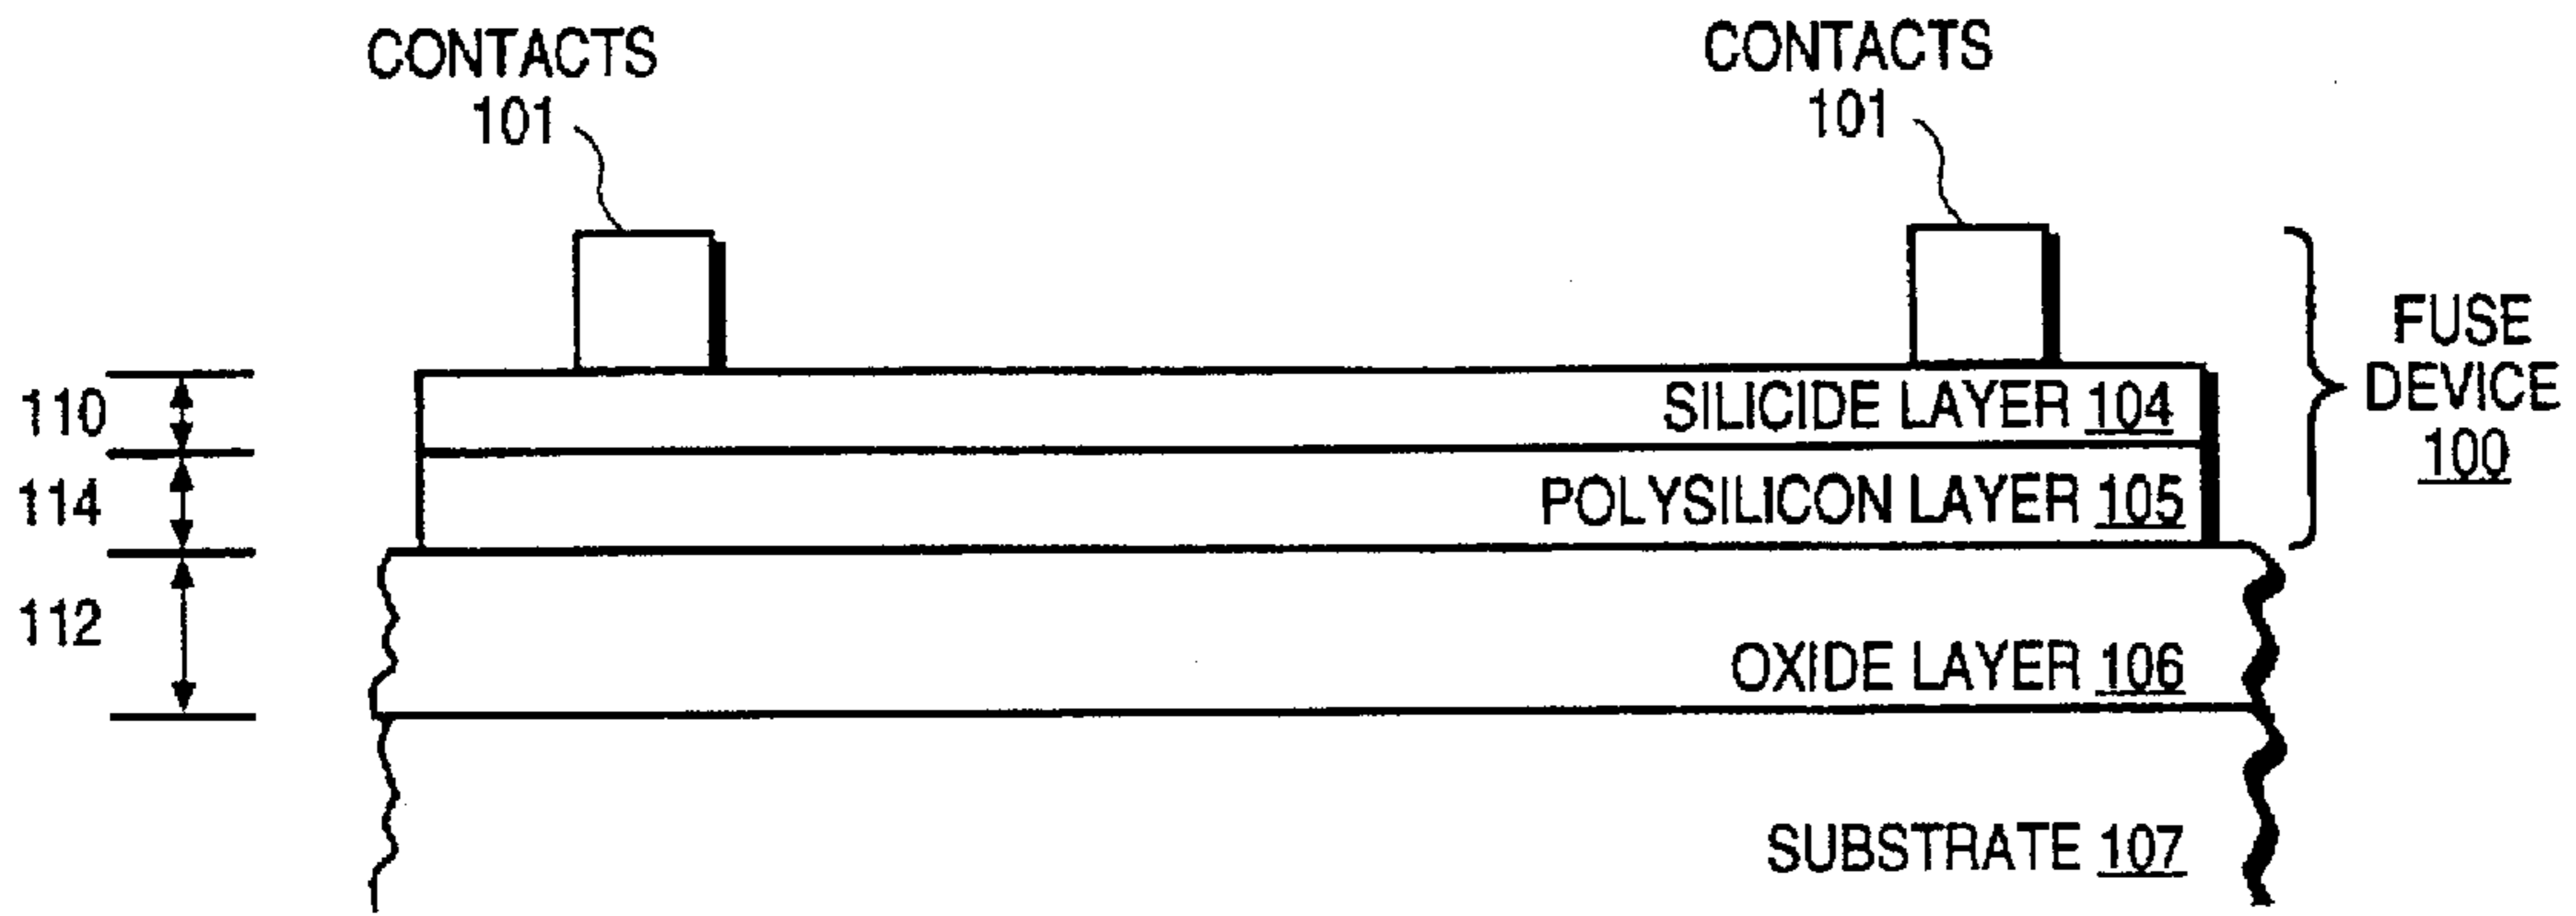 CONTACTS
101
CONTACTS
101
FUSE
DEVICE
100
110
SILICIDE LAYER 104
114
POLYSILICON LAYER 105
112
OXIDE LAYER 106
SUBSTRATE 107